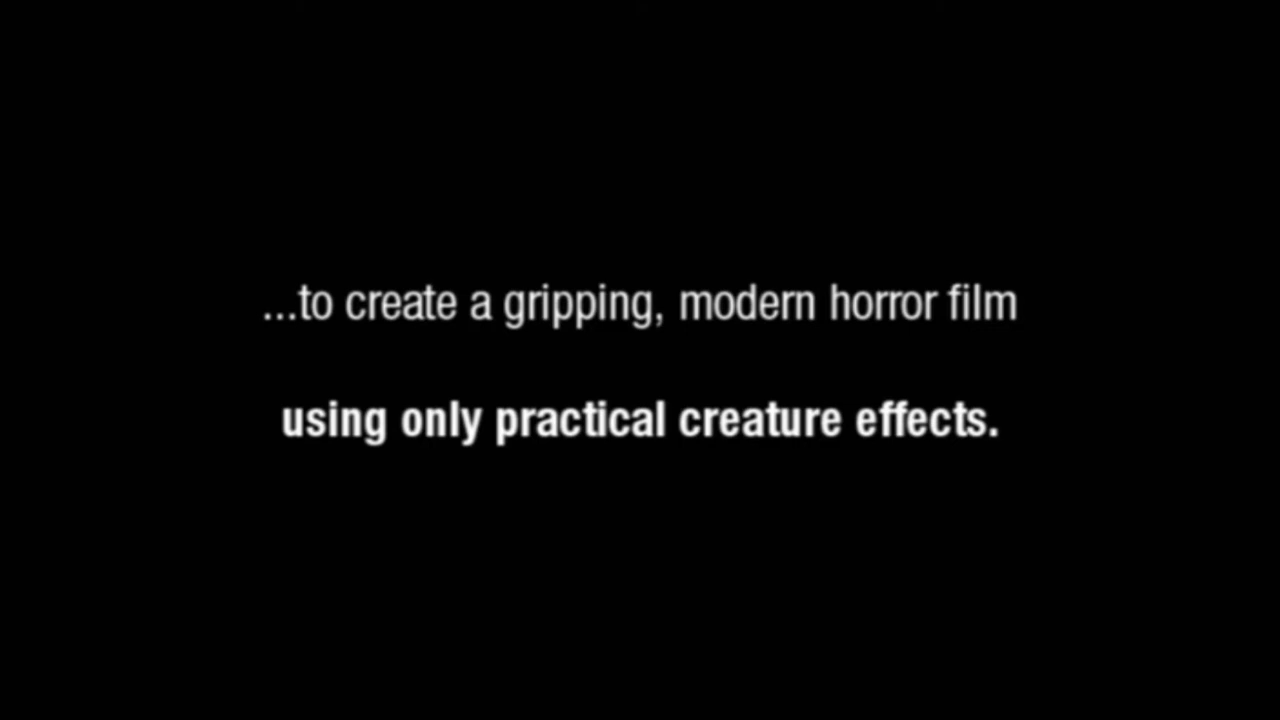 ...to create a gripping, modern horror film
using only practical creature effects.